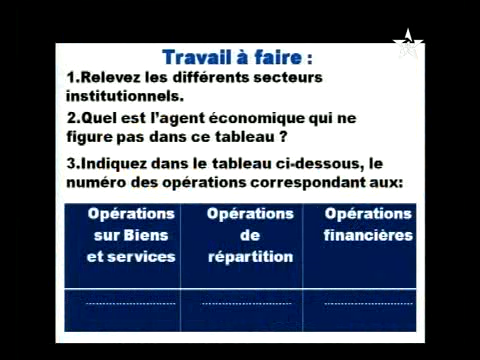 Travail à faire :
1.Relevez les différents secteurs
institutionnels.
2.Quel est l'agent économique qui ne
figure pas dans ce tableau ?
3.Indiquez dans le tableau ci-dessous, le
numéro des opérations correspondant aux:
Opérations
sur Biens
et services
Opérations
de
répartition
Opérations
financières
........................
........................
........................